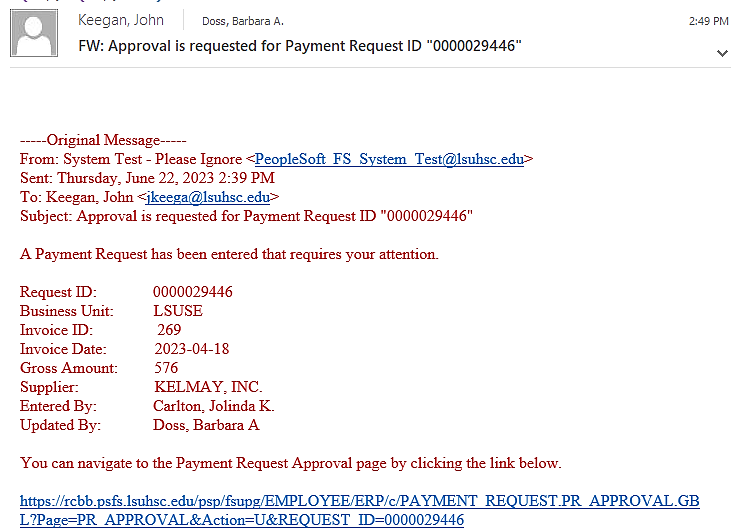 Keegan, John Doss, Barbara A. 2:49 PM
FW: Approval is requested for Payment Request ID "0000029446"
-----Original Message-----
From: System Test - Please Ignore <PeopleSoft_FS_System_Test@lsuhsc.edu>
Sent: Thursday, June 22, 2023 2:39 PM
To: Keegan, John <jkeega@lsuhsc.edu>
Subject: Approval is requested for Payment Request ID "0000029446"
A Payment Request has been entered that requires your attention.
Request ID: 0000029446
Business Unit: LSUSE
Invoice ID: 269
Invoice Date: 2023-04-18
Gross Amount: 576
Supplier: KELMAY, INC.
Entered By: Carlton, Jolinda K.
Updated By: Doss, Barbara A
You can navigate to the Payment Request Approval page by clicking the link below.
https://rcbb.psfs.lsuhsc.edu/psp/fsupg/EMPLOYEE/ERP/c/PAYMENT_REQUEST.PR_APPROVAL.GB
L?Page=PR_APPROVAL&Action=U&REQUEST_ID=0000029446